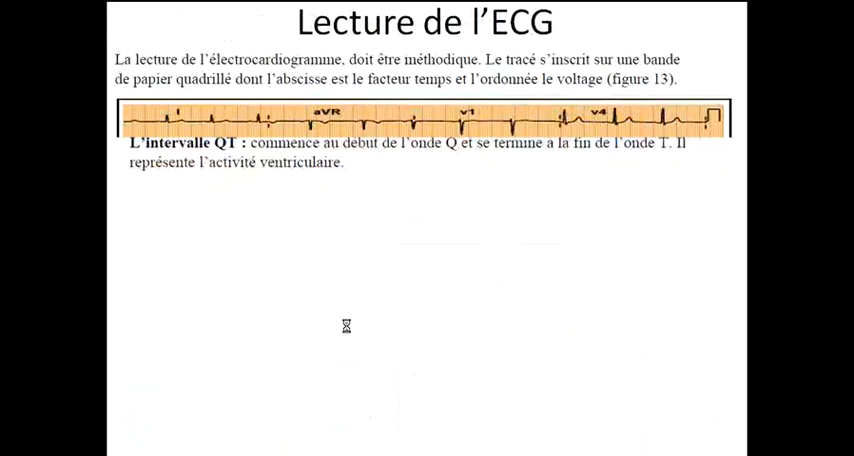 Lecture de l'ECG
La lecture de l'électrocardiogramme, doit être méthodique. Le tracé s'inscrit sur une bande
de papier quadrillé dont l'abscisse est le facteur temps et l'ordonnée le voltage (figure 13).
I aVR v1 v4
L'intervalle QT : commence au début de l'onde Q et se termine à la fin de l'onde T. Il
représente l'activité ventriculaire.